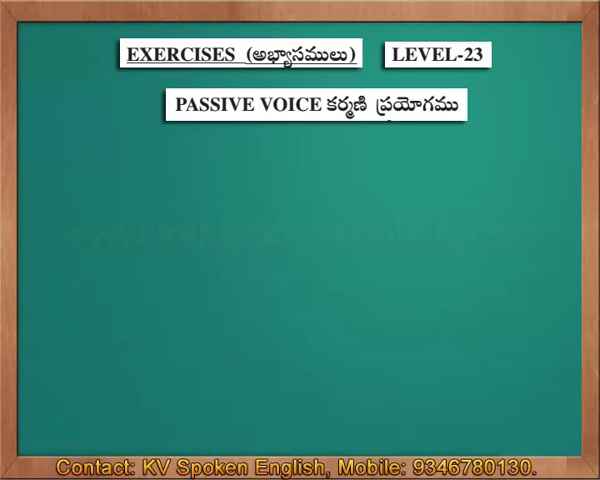 EXERCISES (అభ్యాసములు) LEVEL-23
PASSIVE VOICE కర్మణి ప్రయోగము
Contact: KV Spoken English, Mobile: 9346780130.